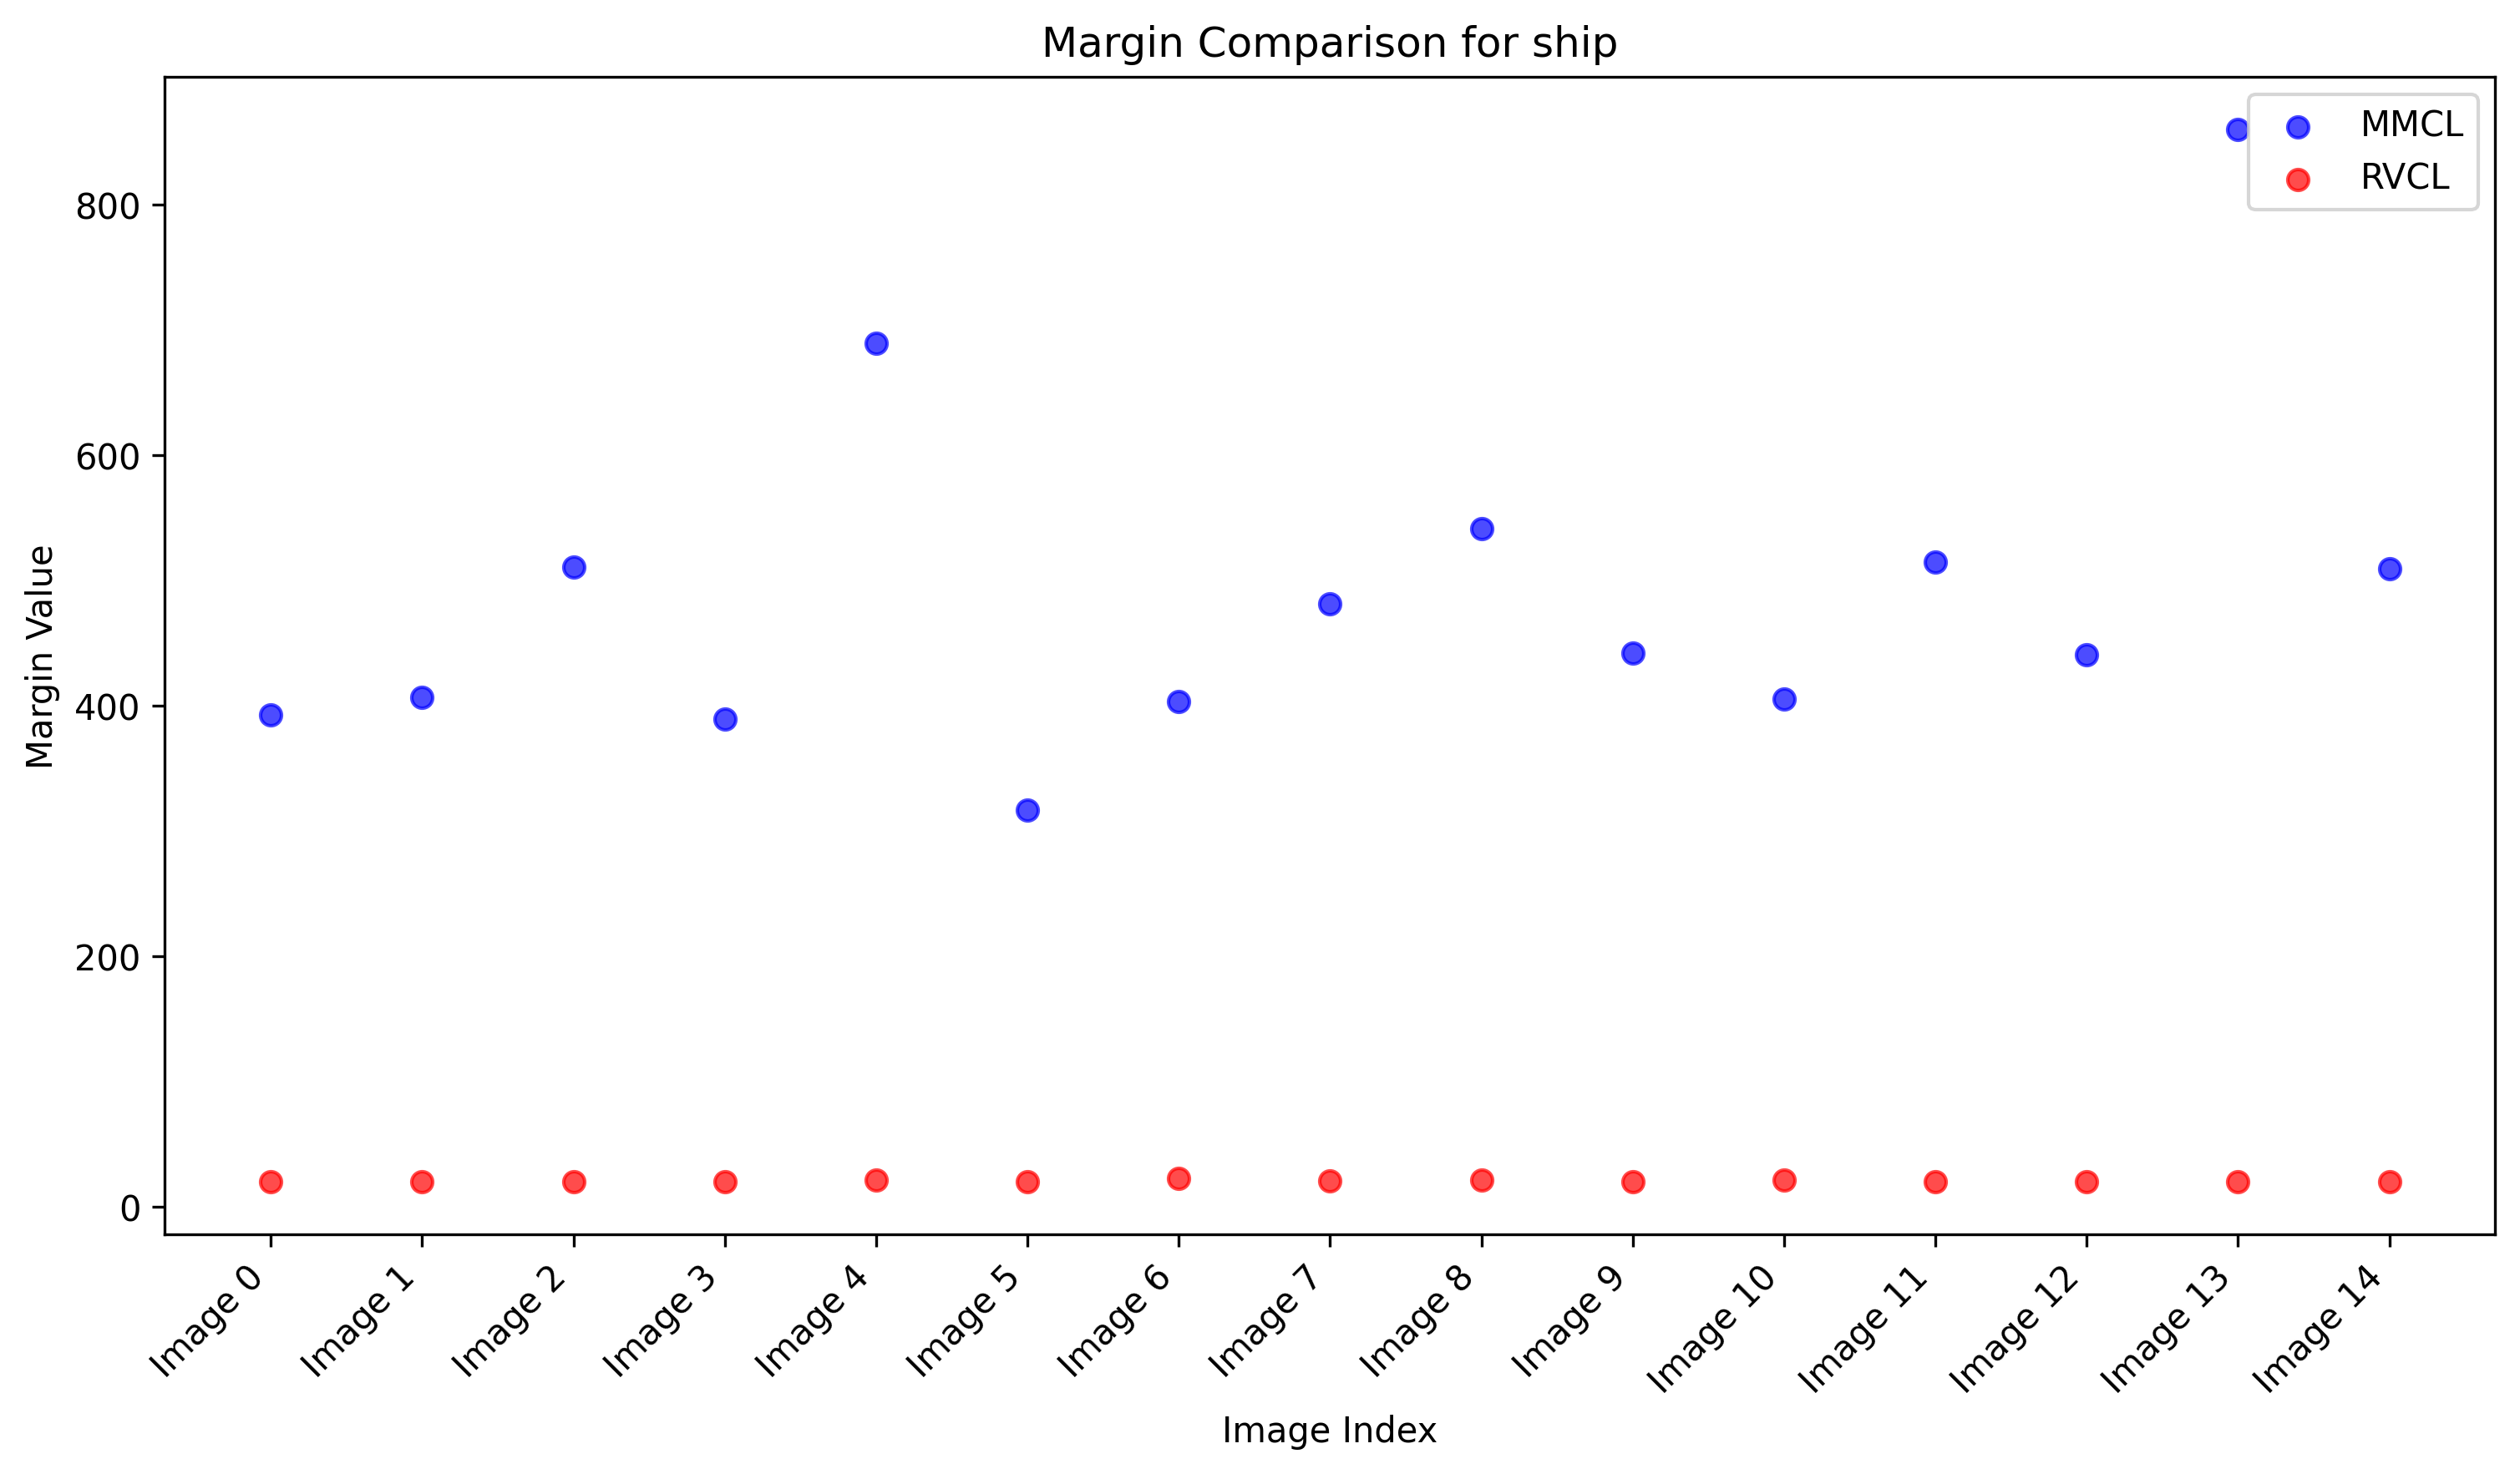 Margin Comparison for ship
MMCL
RVCL
Margin Value
800
600
400
200
0
Image 0
Image 1
Image 2
Image 3
Image 4
Image 5
Image 6
Image 7
Image 8
Image 9
Image 10
Image 11
Image 12
Image 13
Image 14
Image Index